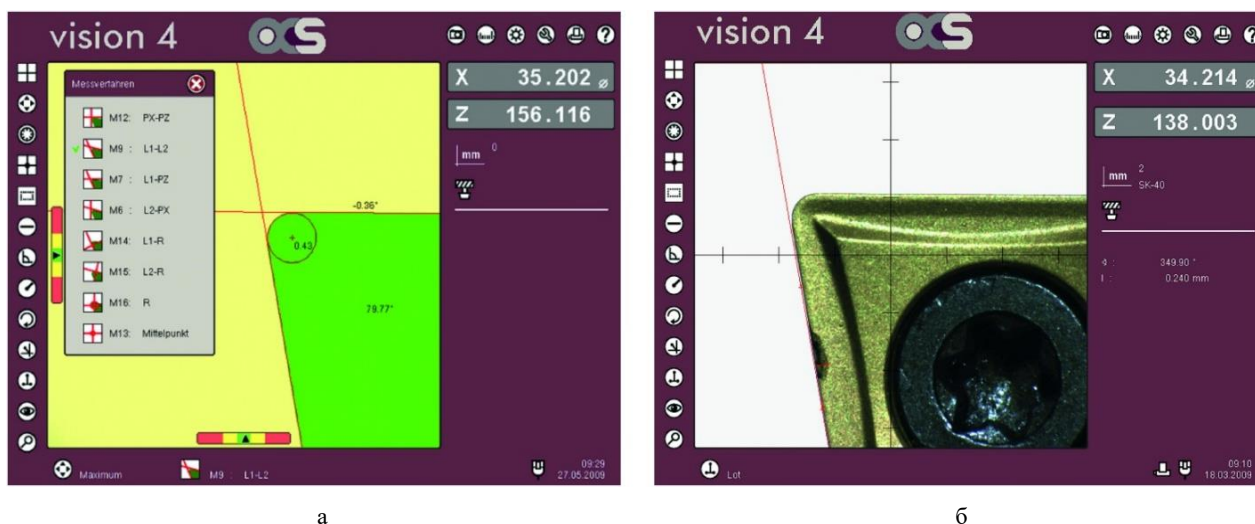 vision 4
OCS
X 35.202 ⌀
Z 156.116
mm 0
Messverfahren
M12: PX-PZ
M9 : L1-L2
M7 : L1-PZ
M6 : L2-PX
M14: L1-R
M15: L2-R
M16: R
M13: Mittelpunkt
-0.36°
0.43
79.77°
Maximum
M9 : L1-L2
09:29
27.05.2009
а
vision 4
OCS
X 34.214 ⌀
Z 138.003
mm 2
SK-40
349.90 °
l : 0.240 mm
Lot
09:10
18.03.2009
б